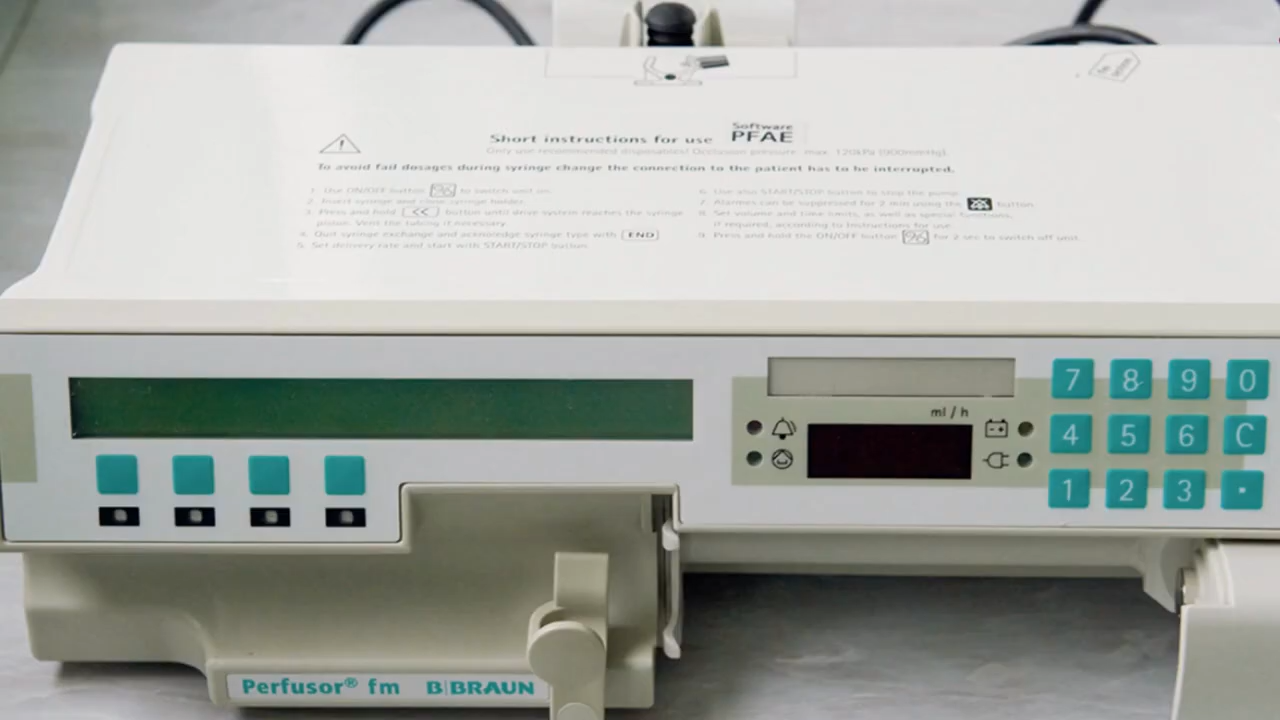 Short instructions for use
Software
PFAE
Only use recommended disposables! Occlusion pressure max. 120kPa (900mmHg).
To avoid fail dosages during syringe change the connection to the patient has to be interrupted.
1. Use ON/OFF button to switch unit on.
2. Insert syringe and close syringe holder.
3. Press and hold << button until drive system reaches the syringe
piston. Vent the tubing if necessary.
4. Quit syringe exchange and acknowledge syringe type with END
5. Set delivery rate and start with START/STOP button.
6. Use also START/STOP button to stop the pump.
7. Alarmes can be suppressed for 2 min using the button.
8. Set volume and time limits, as well as special functions,
if required, according to Instructions for use.
9. Press and hold the ON/OFF button for 2 sec to switch off unit.
ml / h
7 8 9 0
4 5 6 C
1 2 3 .
Perfusor® fm B|BRAUN